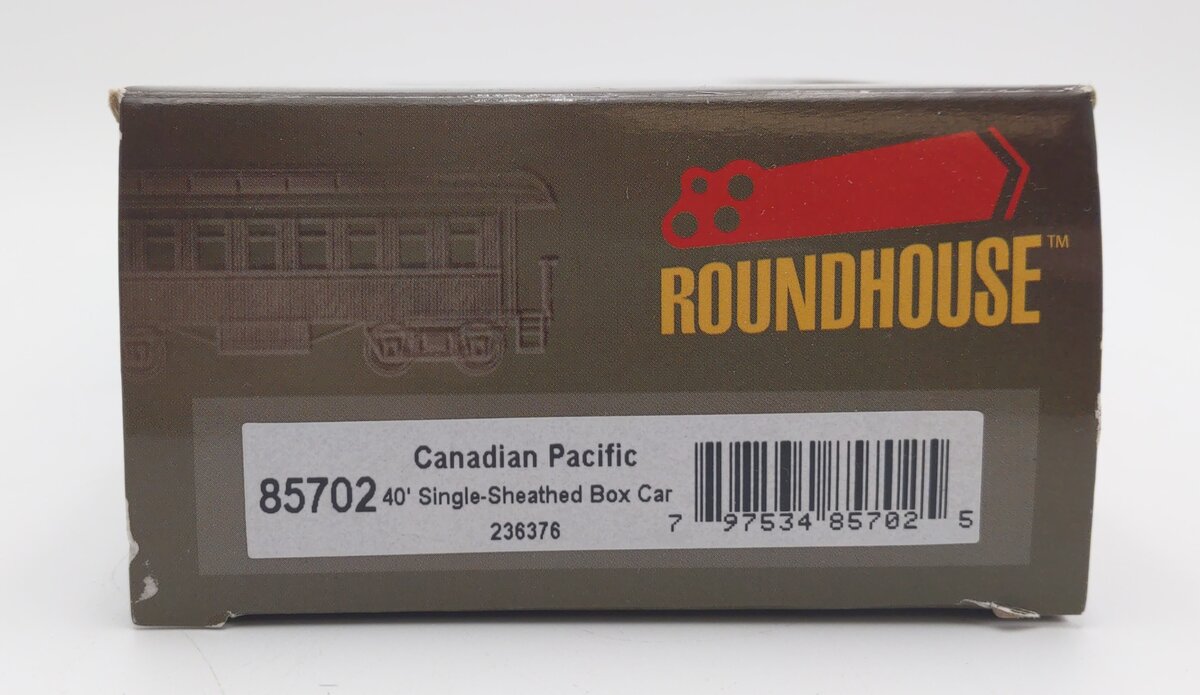 ROUNDHOUSE™
Canadian Pacific
85702 40' Single-Sheathed Box Car
236376
7 97534 85702 5